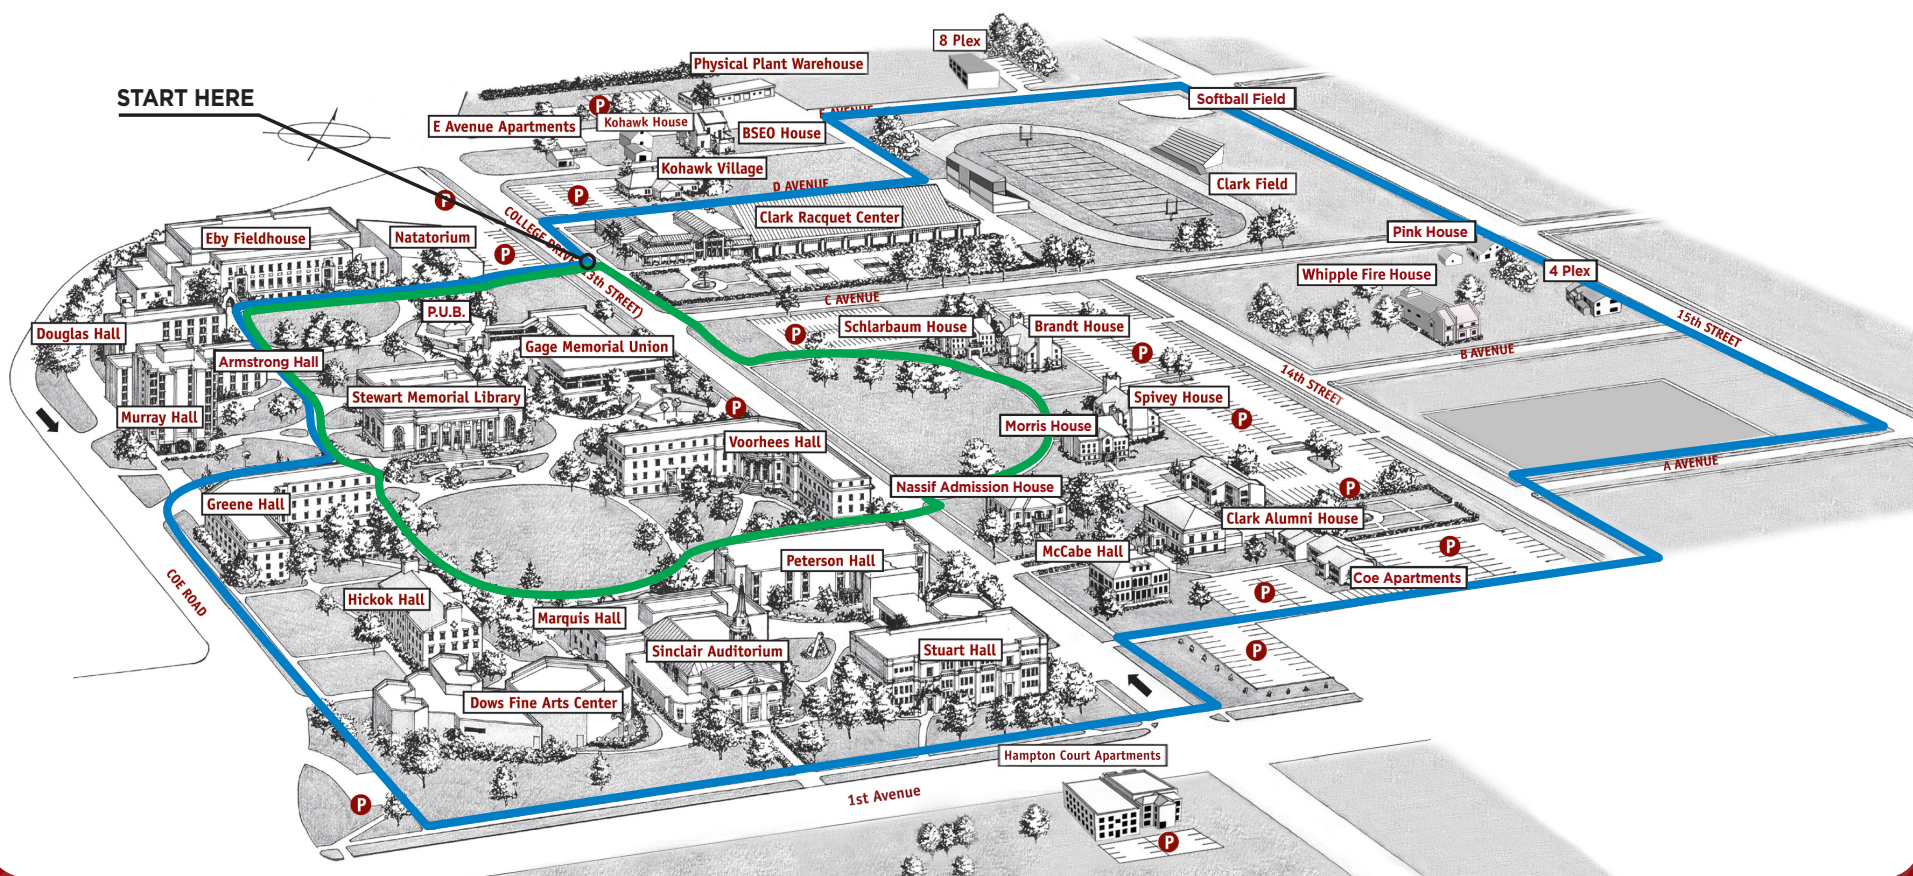 8 Plex
Physical Plant Warehouse
START HERE
Softball Field
P
E AVENUE
E Avenue Apartments
Kohawk House
BSEO House
Kohawk Village
D AVENUE
Clark Field
P
P
COLLEGE DRIVE
(13th STREET)
Clark Racquet Center
Pink House
Eby Fieldhouse
Natatorium
P
Whipple Fire House
4 Plex
C AVENUE
P.U.B.
Douglas Hall
Schlarbaum House
Brandt House
P
15th STREET
Gage Memorial Union
P
B AVENUE
Armstrong Hall
14th STREET
Stewart Memorial Library
Spivey House
Murray Hall
P
P
Morris House
Voorhees Hall
A AVENUE
Nassif Admission House
P
Greene Hall
Clark Alumni House
McCabe Hall
P
Peterson Hall
Coe Apartments
COE ROAD
Hickok Hall
P
Marquis Hall
Sinclair Auditorium
Stuart Hall
P
Dows Fine Arts Center
Hampton Court Apartments
1st Avenue
P
P